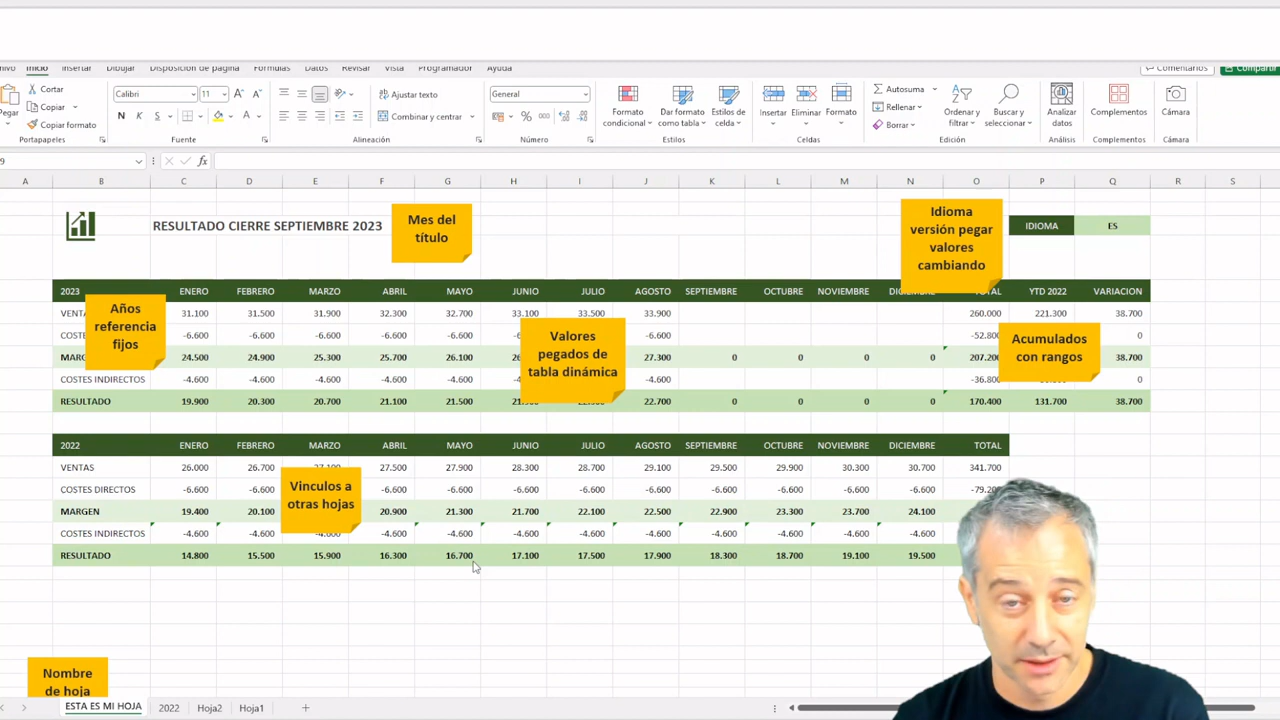 Inicio Insertar Dibujar Disposición de página Fórmulas Datos Revisar Vista Programador Ayuda Comentarios
Cortar Calibri 11 Ajustar texto General Autosuma
Copiar Rellenar
Pegar N K S Combinar y centrar % 000 Formato Dar formato Estilos de Insertar Eliminar Formato Ordenar y Buscar y Analizar Complementos Cámara
Copiar formato condicional como tabla celda Borrar filtrar seleccionar datos
Portapapeles Fuente Alineación Número Estilos Celdas Edición Análisis Complementos Cámara
9 fx
A B C D E F G H I J K L M N O P Q R S
RESULTADO CIERRE SEPTIEMBRE 2023
Mes del
título
Idioma
versión pegar
valores
cambiando
IDIOMA ES
2023 ENERO FEBRERO MARZO ABRIL MAYO JUNIO JULIO AGOSTO SEPTIEMBRE OCTUBRE NOVIEMBRE YTD 2022 VARIACION
31.100 31.500 31.900 32.300 32.700 33.100 33.500 33.900 260.000 221.300 38.700
-6.600 -6.600 -6.600 -6.600 -6.600 -6.600 0
24.500 24.900 25.300 25.700 26.100 27.300 0 0 0 0 38.700
COSTES INDIRECTOS -4.600 -4.600 -4.600 -4.600 -4.600 -4.600 0
RESULTADO 19.900 20.300 20.700 21.100 21.500 22.700 0 0 0 0 170.400 131.700 38.700
Años
referencia
fijos
Valores
pegados de
tabla dinámica
Acumulados
con rangos
2022 ENERO FEBRERO MARZO ABRIL MAYO JUNIO JULIO AGOSTO SEPTIEMBRE OCTUBRE NOVIEMBRE DICIEMBRE TOTAL
VENTAS 26.000 26.700 27.500 27.900 28.300 28.700 29.100 29.500 29.900 30.300 30.700 341.700
COSTES DIRECTOS -6.600 -6.600 -6.600 -6.600 -6.600 -6.600 -6.600 -6.600 -6.600 -6.600 -6.600
MARGEN 19.400 20.100 20.900 21.300 21.700 22.100 22.500 22.900 23.300 23.700 24.100
COSTES INDIRECTOS -4.600 -4.600 -4.600 -4.600 -4.600 -4.600 -4.600 -4.600 -4.600 -4.600 -4.600 -4.600
RESULTADO 14.800 15.500 15.900 16.300 16.700 17.100 17.500 17.900 18.300 18.700 19.100 19.500
Vinculos a
otras hojas
Nombre
de hoja
ESTA ES MI HOJA 2022 Hoja2 Hoja1 +